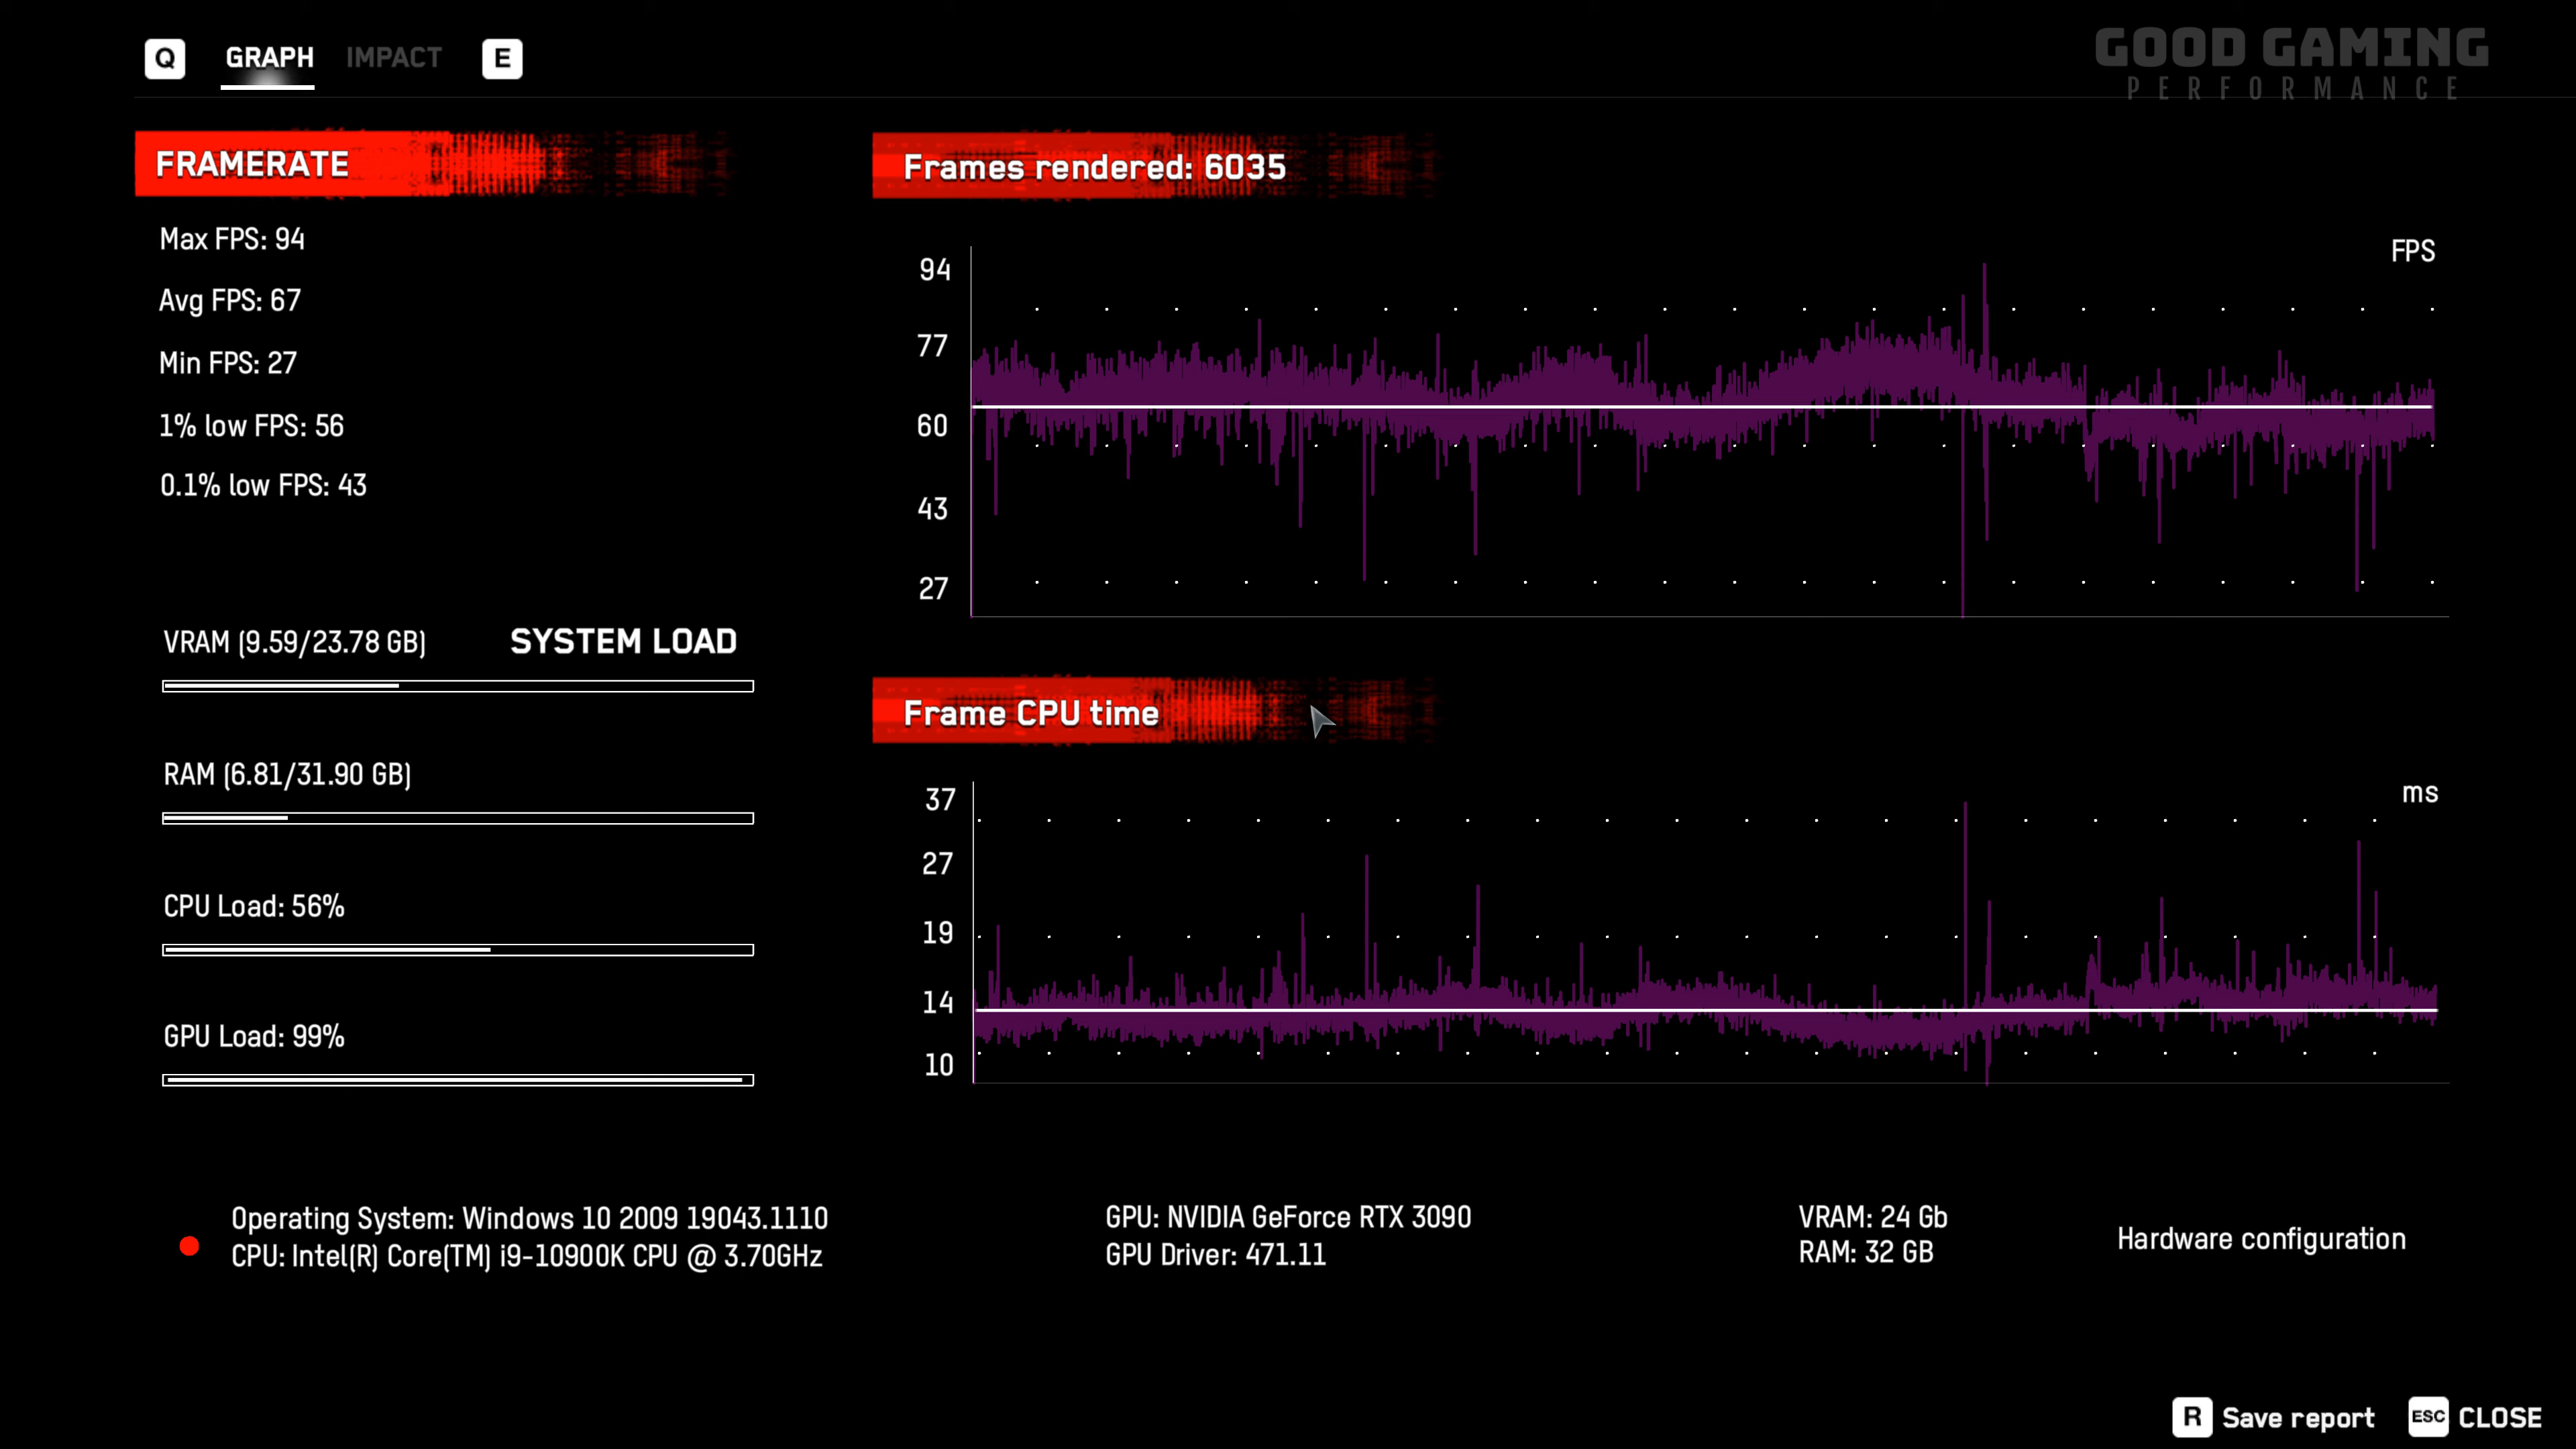 Q GRAPH IMPACT E
GOOD GAMING
PERFORMANCE
FRAMERATE
Max FPS: 94
Avg FPS: 67
Min FPS: 27
1% low FPS: 56
0.1% low FPS: 43
VRAM (9.59/23.78 GB) SYSTEM LOAD
RAM (6.81/31.90 GB)
CPU Load: 56%
GPU Load: 99%
Frames rendered: 6035
FPS
94
77
60
43
27
Frame CPU time
ms
37
27
19
14
10
Operating System: Windows 10 2009 19043.1110
CPU: Intel(R) Core(TM) i9-10900K CPU @ 3.70GHz
GPU: NVIDIA GeForce RTX 3090
GPU Driver: 471.11
VRAM: 24 Gb
RAM: 32 GB
Hardware configuration
R Save report ESC CLOSE